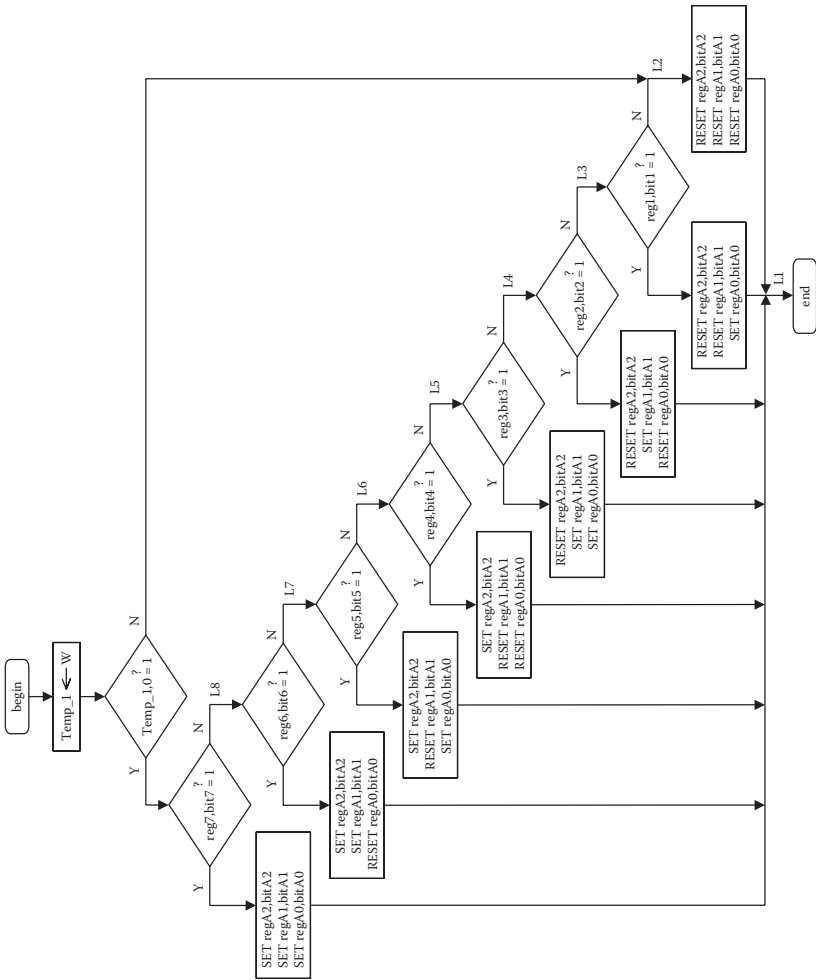 begin
Temp_1 ← W
?
Temp_1,0 = 1
Y
N
?
reg7,bit7 = 1
Y
N
L8
SET regA2,bitA2
SET regA1,bitA1
SET regA0,bitA0
?
reg6,bit6 = 1
Y
N
L7
SET regA2,bitA2
SET regA1,bitA1
RESET regA0,bitA0
?
reg5,bit5 = 1
Y
N
L6
SET regA2,bitA2
RESET regA1,bitA1
SET regA0,bitA0
?
reg4,bit4 = 1
Y
N
L5
SET regA2,bitA2
RESET regA1,bitA1
RESET regA0,bitA0
?
reg3,bit3 = 1
Y
N
L4
RESET regA2,bitA2
SET regA1,bitA1
SET regA0,bitA0
?
reg2,bit2 = 1
Y
N
L3
RESET regA2,bitA2
SET regA1,bitA1
RESET regA0,bitA0
?
reg1,bit1 = 1
Y
N
L2
RESET regA2,bitA2
RESET regA1,bitA1
SET regA0,bitA0
RESET regA2,bitA2
RESET regA1,bitA1
RESET regA0,bitA0
L1
end